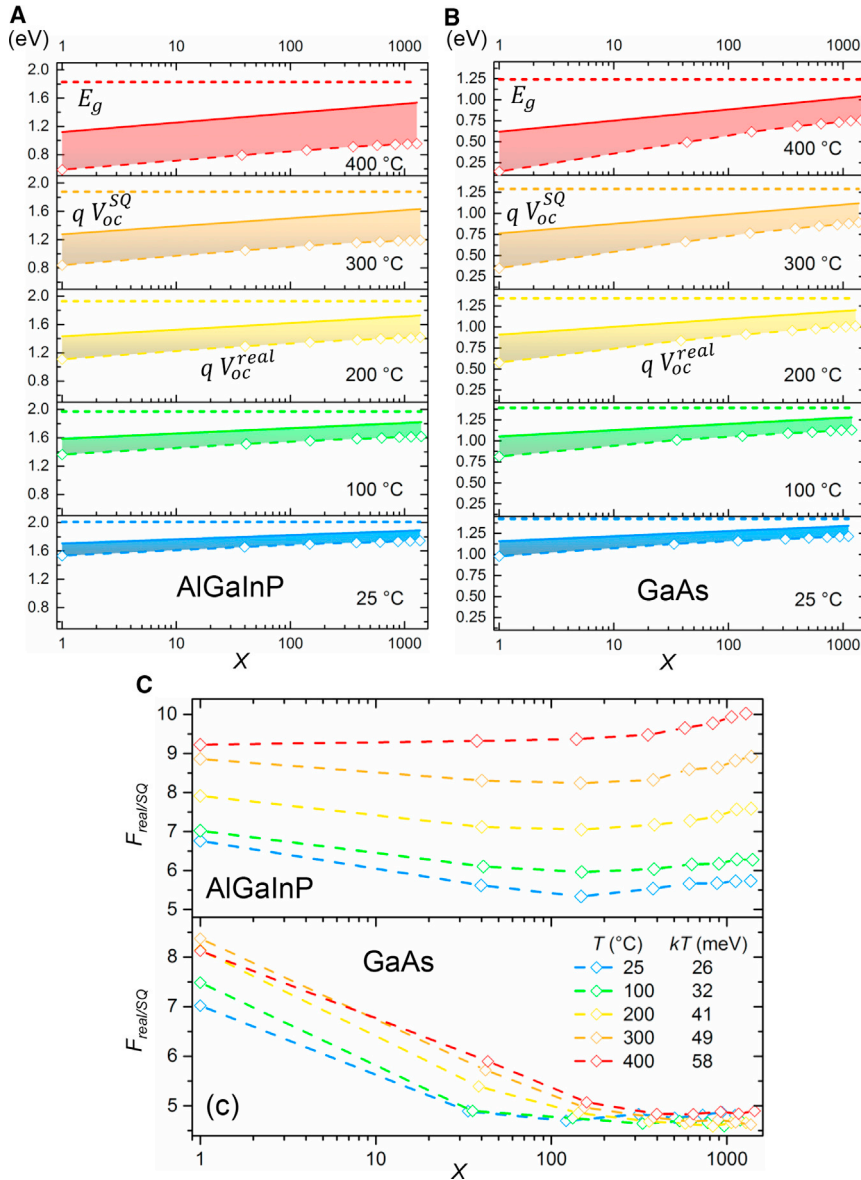 A
B
(eV)
(eV)
1 10 100 1000
1 10 100 1000
2.0
1.6
0.8
E_g
400 °C
1.25
1.00
0.75
0.50
0.25
E_g
400 °C
2.0
1.6
1.2
0.8
q V_oc^SQ
300 °C
1.25
1.00
0.75
0.50
0.25
q V_oc^SQ
300 °C
2.0
1.6
1.2
0.8
q V_oc^real
200 °C
1.25
1.00
0.75
0.50
0.25
q V_oc^real
200 °C
2.0
1.6
1.2
0.8
100 °C
1.25
1.00
0.75
0.50
0.25
100 °C
2.0
1.6
1.2
0.8
AlGaInP
25 °C
1.25
1.00
0.75
0.50
0.25
GaAs
25 °C
1 10 100 1000
X
1 10 100 1000
X
C
10
9
8
7
6
5
F_real/SQ
AlGaInP
8
7
6
5
F_real/SQ
GaAs
T (°C) kT (meV)
25 26
100 32
200 41
300 49
400 58
(c)
1 10 100 1000
X